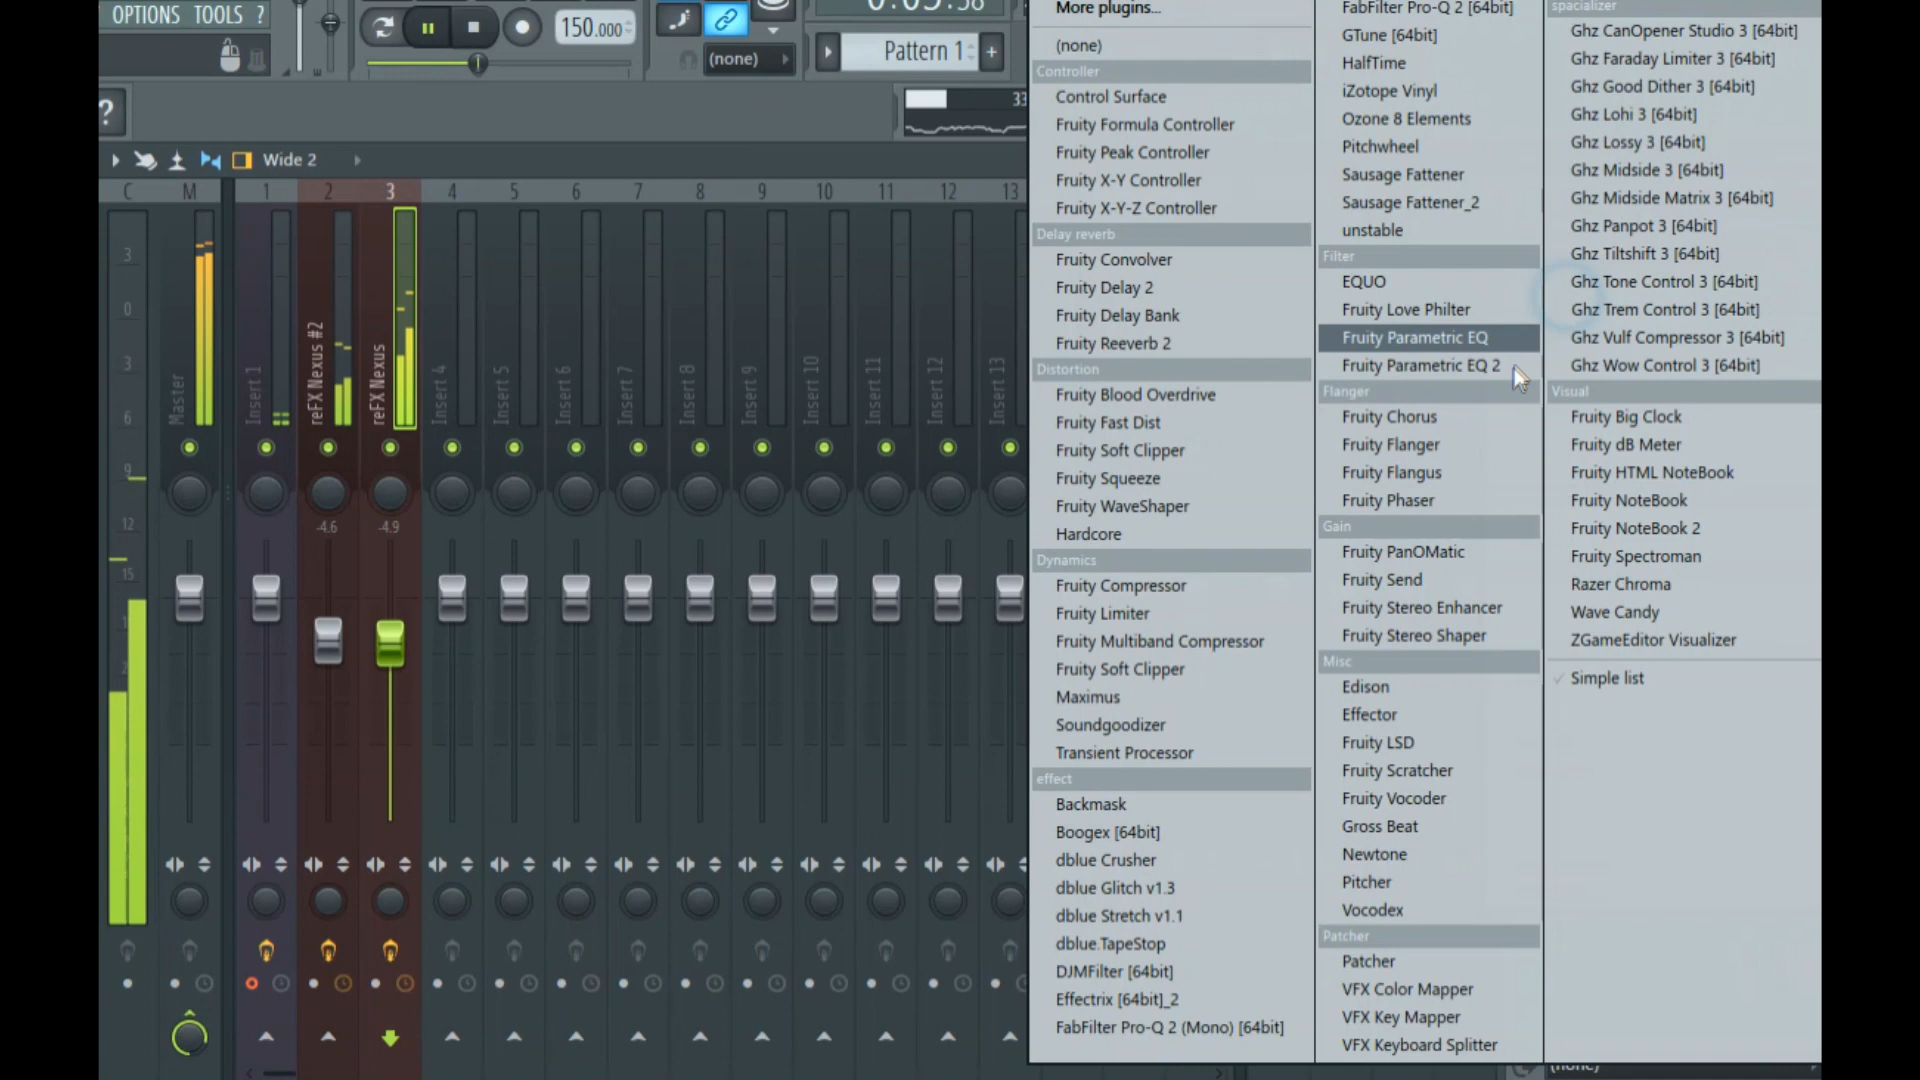 OPTIONS TOOLS ?
150.000
(none)
Pattern 1
+
33
?
Wide 2
C M 1 2 3 4 5 6 7 8 9 10 11 12 13
3
0
3
6
9
12
15
Master
Insert 1
reFX Nexus #2
reFX Nexus
Insert 4
Insert 5
Insert 6
Insert 7
Insert 8
Insert 9
Insert 10
Insert 11
Insert 12
Insert 13
-4.6
-4.9
More plugins...
(none)
Controller
Control Surface
Fruity Formula Controller
Fruity Peak Controller
Fruity X-Y Controller
Fruity X-Y-Z Controller
Delay reverb
Fruity Convolver
Fruity Delay 2
Fruity Delay Bank
Fruity Reeverb 2
Distortion
Fruity Blood Overdrive
Fruity Fast Dist
Fruity Soft Clipper
Fruity Squeeze
Fruity WaveShaper
Hardcore
Dynamics
Fruity Compressor
Fruity Limiter
Fruity Multiband Compressor
Fruity Soft Clipper
Maximus
Soundgoodizer
Transient Processor
effect
Backmask
Boogex [64bit]
dblue Crusher
dblue Glitch v1.3
dblue Stretch v1.1
dblue.TapeStop
DJMFilter [64bit]
Effectrix [64bit]_2
FabFilter Pro-Q 2 (Mono) [64bit]
FabFilter Pro-Q 2 [64bit]
GTune [64bit]
HalfTime
iZotope Vinyl
Ozone 8 Elements
Pitchwheel
Sausage Fattener
Sausage Fattener_2
unstable
Filter
EQUO
Fruity Love Philter
Fruity Parametric EQ
Fruity Parametric EQ 2
Flanger
Fruity Chorus
Fruity Flanger
Fruity Flangus
Fruity Phaser
Gain
Fruity PanOMatic
Fruity Send
Fruity Stereo Enhancer
Fruity Stereo Shaper
Misc
Edison
Effector
Fruity LSD
Fruity Scratcher
Fruity Vocoder
Gross Beat
Newtone
Pitcher
Vocodex
Patcher
Patcher
VFX Color Mapper
VFX Key Mapper
VFX Keyboard Splitter
spacializer
Ghz CanOpener Studio 3 [64bit]
Ghz Faraday Limiter 3 [64bit]
Ghz Good Dither 3 [64bit]
Ghz Lohi 3 [64bit]
Ghz Lossy 3 [64bit]
Ghz Midside 3 [64bit]
Ghz Midside Matrix 3 [64bit]
Ghz Panpot 3 [64bit]
Ghz Tiltshift 3 [64bit]
Ghz Tone Control 3 [64bit]
Ghz Trem Control 3 [64bit]
Ghz Vulf Compressor 3 [64bit]
Ghz Wow Control 3 [64bit]
Visual
Fruity Big Clock
Fruity dB Meter
Fruity HTML NoteBook
Fruity NoteBook
Fruity NoteBook 2
Fruity Spectroman
Razer Chroma
Wave Candy
ZGameEditor Visualizer
Simple list
(none)